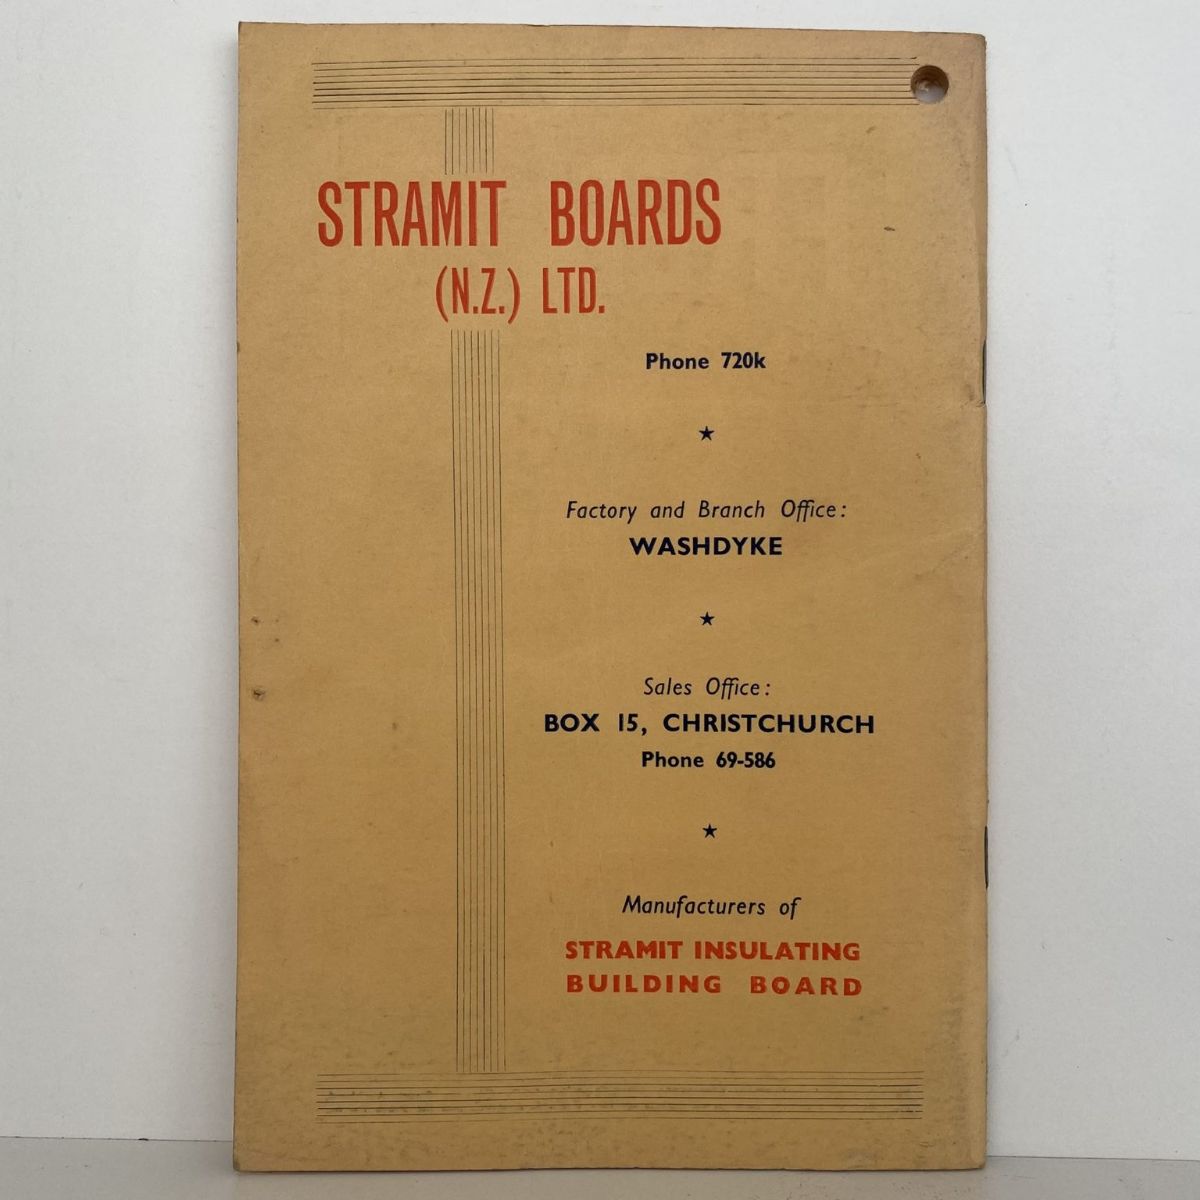 STRAMIT BOARDS
(N.Z.) LTD.
Phone 720k
★
Factory and Branch Office:
WASHDYKE
★
Sales Office:
BOX 15, CHRISTCHURCH
Phone 69-586
★
Manufacturers of
STRAMIT INSULATING
BUILDING BOARD